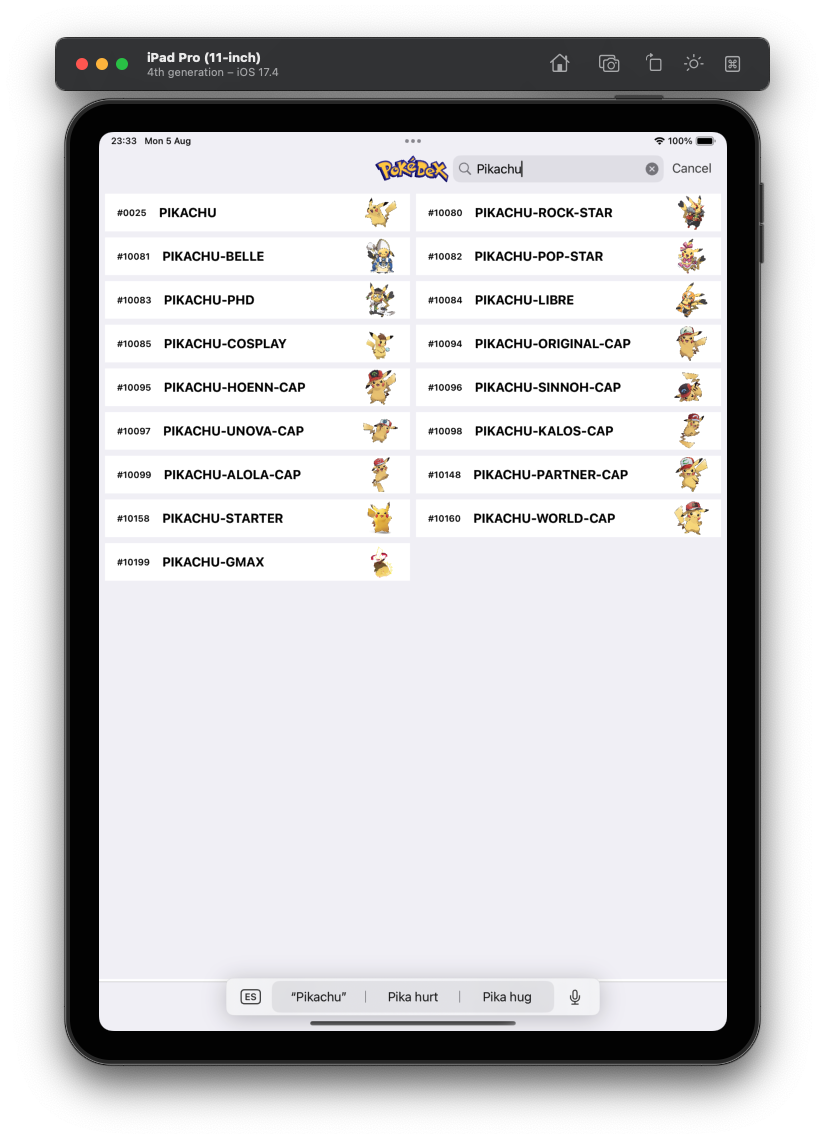 iPad Pro (11-inch)
4th generation – iOS 17.4
23:33 Mon 5 Aug 100%
PoKéDeX Pikachu Cancel
#0025 PIKACHU #10080 PIKACHU-ROCK-STAR
#10081 PIKACHU-BELLE #10082 PIKACHU-POP-STAR
#10083 PIKACHU-PHD #10084 PIKACHU-LIBRE
#10085 PIKACHU-COSPLAY #10094 PIKACHU-ORIGINAL-CAP
#10095 PIKACHU-HOENN-CAP #10096 PIKACHU-SINNOH-CAP
#10097 PIKACHU-UNOVA-CAP #10098 PIKACHU-KALOS-CAP
#10099 PIKACHU-ALOLA-CAP #10148 PIKACHU-PARTNER-CAP
#10158 PIKACHU-STARTER #10160 PIKACHU-WORLD-CAP
#10199 PIKACHU-GMAX
ES “Pikachu” Pika hurt Pika hug